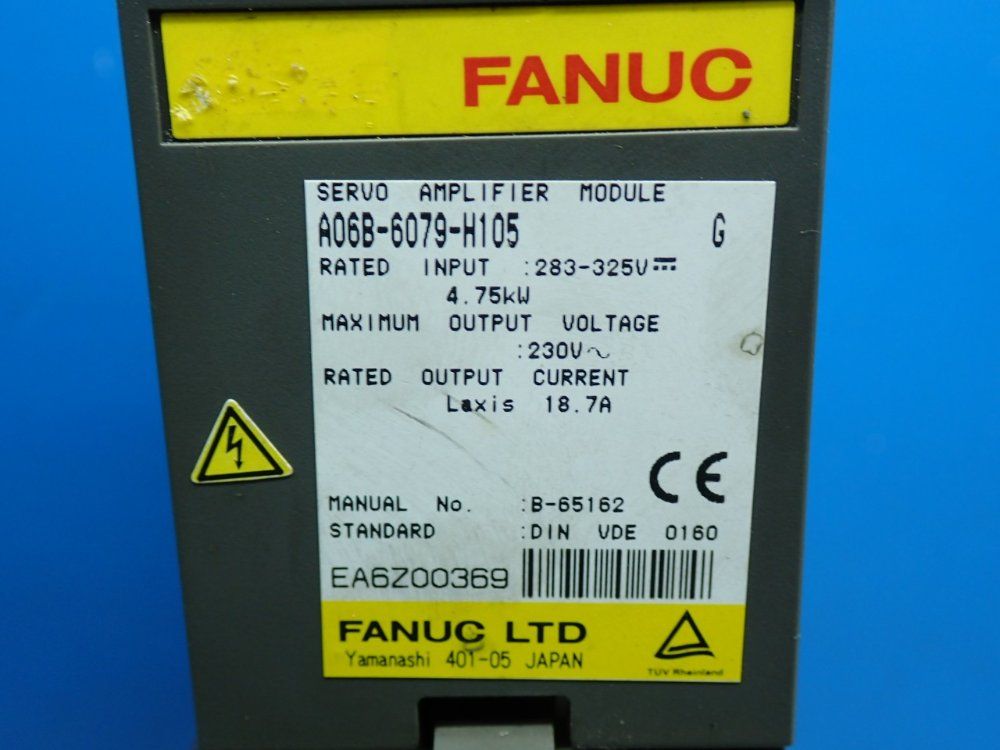 FANUC
SERVO AMPLIFIER MODULE
A06B-6079-H105 G
RATED INPUT :283-325V⎓
4.75kW
MAXIMUM OUTPUT VOLTAGE
:230V~
RATED OUTPUT CURRENT
Laxis 18.7A
CE
MANUAL No. :B-65162
STANDARD :DIN VDE 0160
EA6Z00369
FANUC LTD
Yamanashi 401-05 JAPAN
TÜV Rheinland